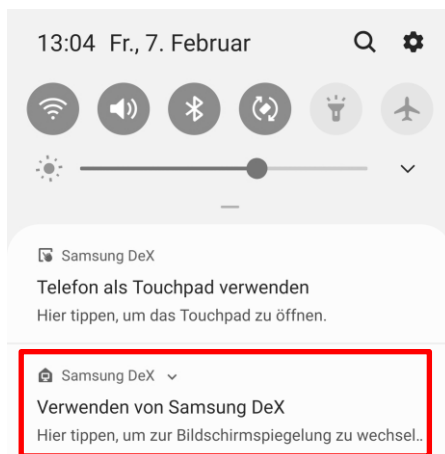 13:04 Fr., 7. Februar
Samsung DeX
Telefon als Touchpad verwenden
Hier tippen, um das Touchpad zu öffnen.
Samsung DeX
Verwenden von Samsung DeX
Hier tippen, um zur Bildschirmspiegelung zu wechsel..